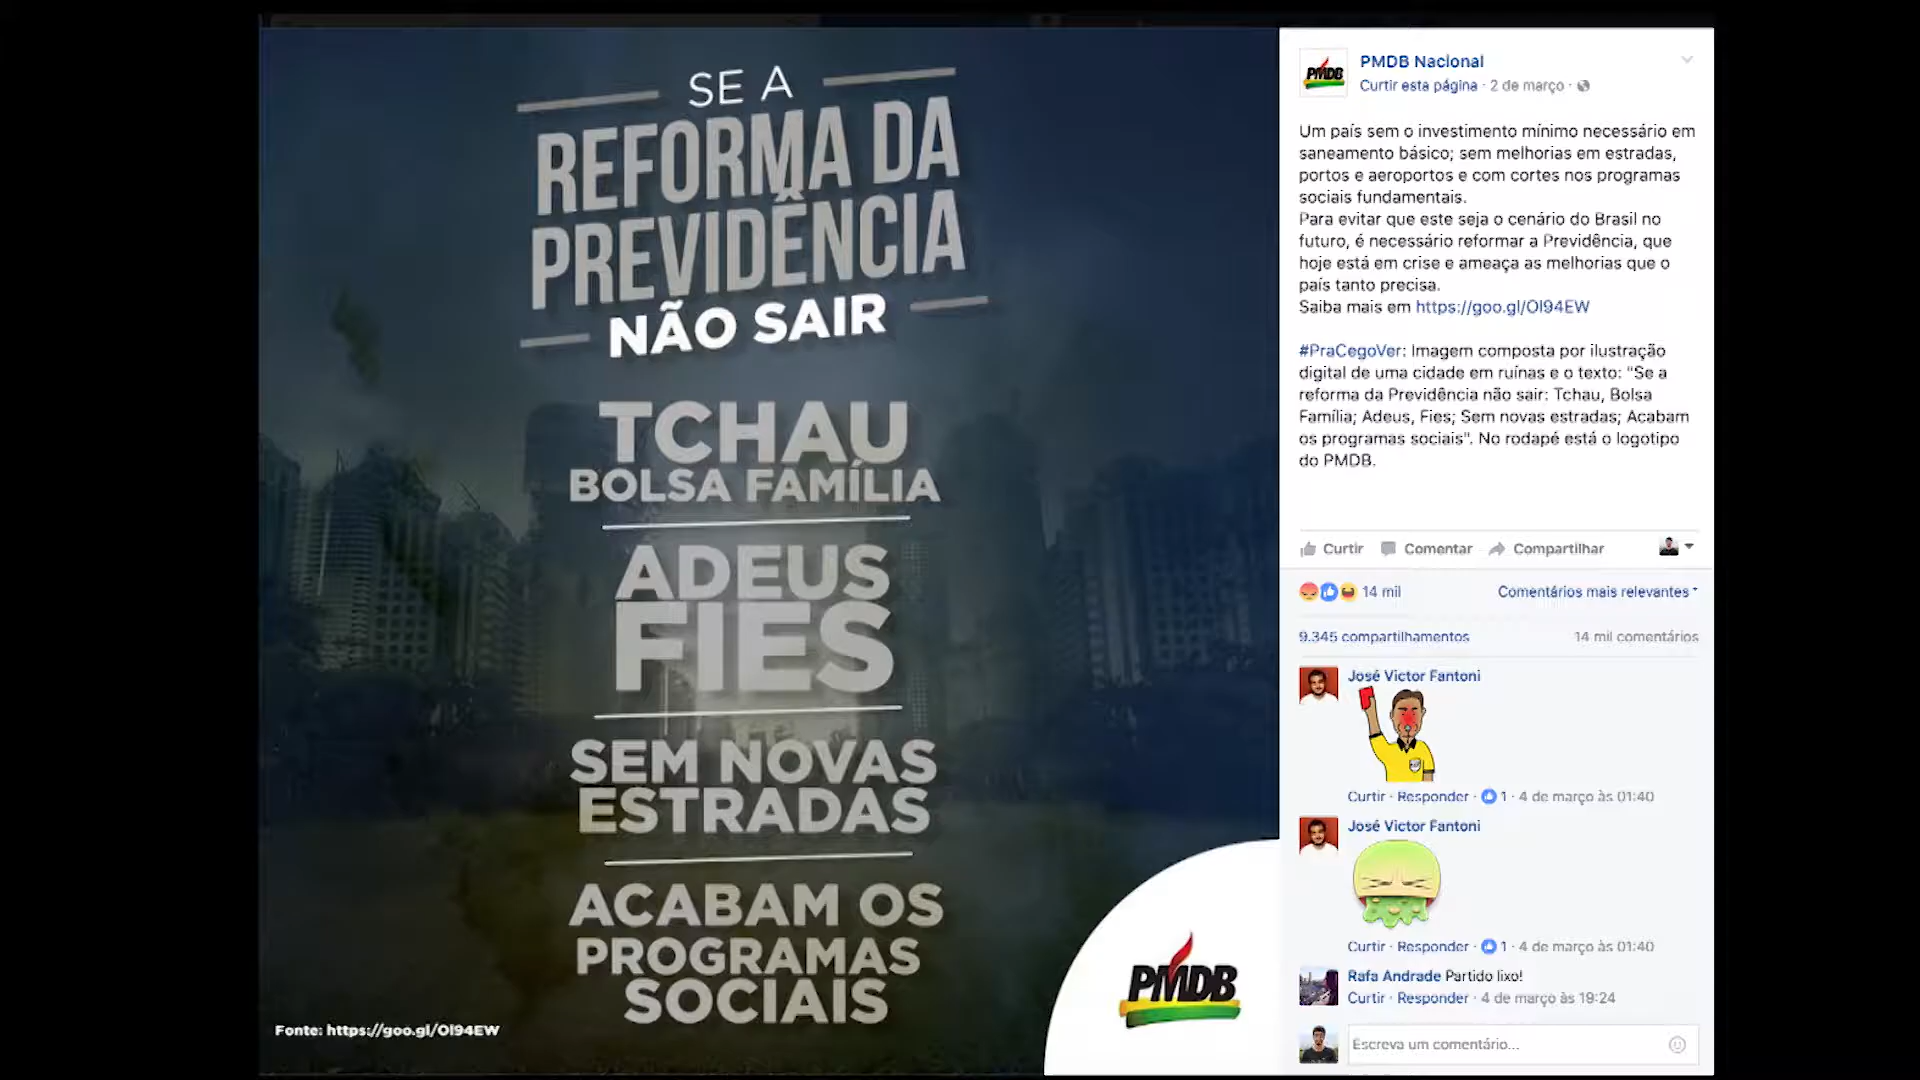 SE A
REFORMA DA
PREVIDÊNCIA
NÃO SAIR
TCHAU
BOLSA FAMÍLIA
ADEUS
FIES
SEM NOVAS
ESTRADAS
ACABAM OS
PROGRAMAS
SOCIAIS
Fonte: https://goo.gl/Ol94EW
PMDB
PMDB
PMDB Nacional
Curtir esta página · 2 de março ·
Um país sem o investimento mínimo necessário em
saneamento básico; sem melhorias em estradas,
portos e aeroportos e com cortes nos programas
sociais fundamentais.
Para evitar que este seja o cenário do Brasil no
futuro, é necessário reformar a Previdência, que
hoje está em crise e ameaça as melhorias que o
país tanto precisa.
Saiba mais em https://goo.gl/Ol94EW
#PraCegoVer: Imagem composta por ilustração
digital de uma cidade em ruínas e o texto: "Se a
reforma da Previdência não sair: Tchau, Bolsa
Família; Adeus, Fies; Sem novas estradas; Acabam
os programas sociais". No rodapé está o logotipo
do PMDB.
Curtir Comentar Compartilhar
14 mil Comentários mais relevantes
9.345 compartilhamentos 14 mil comentários
José Victor Fantoni
Curtir · Responder · 1 · 4 de março às 01:40
José Victor Fantoni
Curtir · Responder · 1 · 4 de março às 01:40
Rafa Andrade Partido lixo!
Curtir · Responder · 4 de março às 19:24
Escreva um comentário...